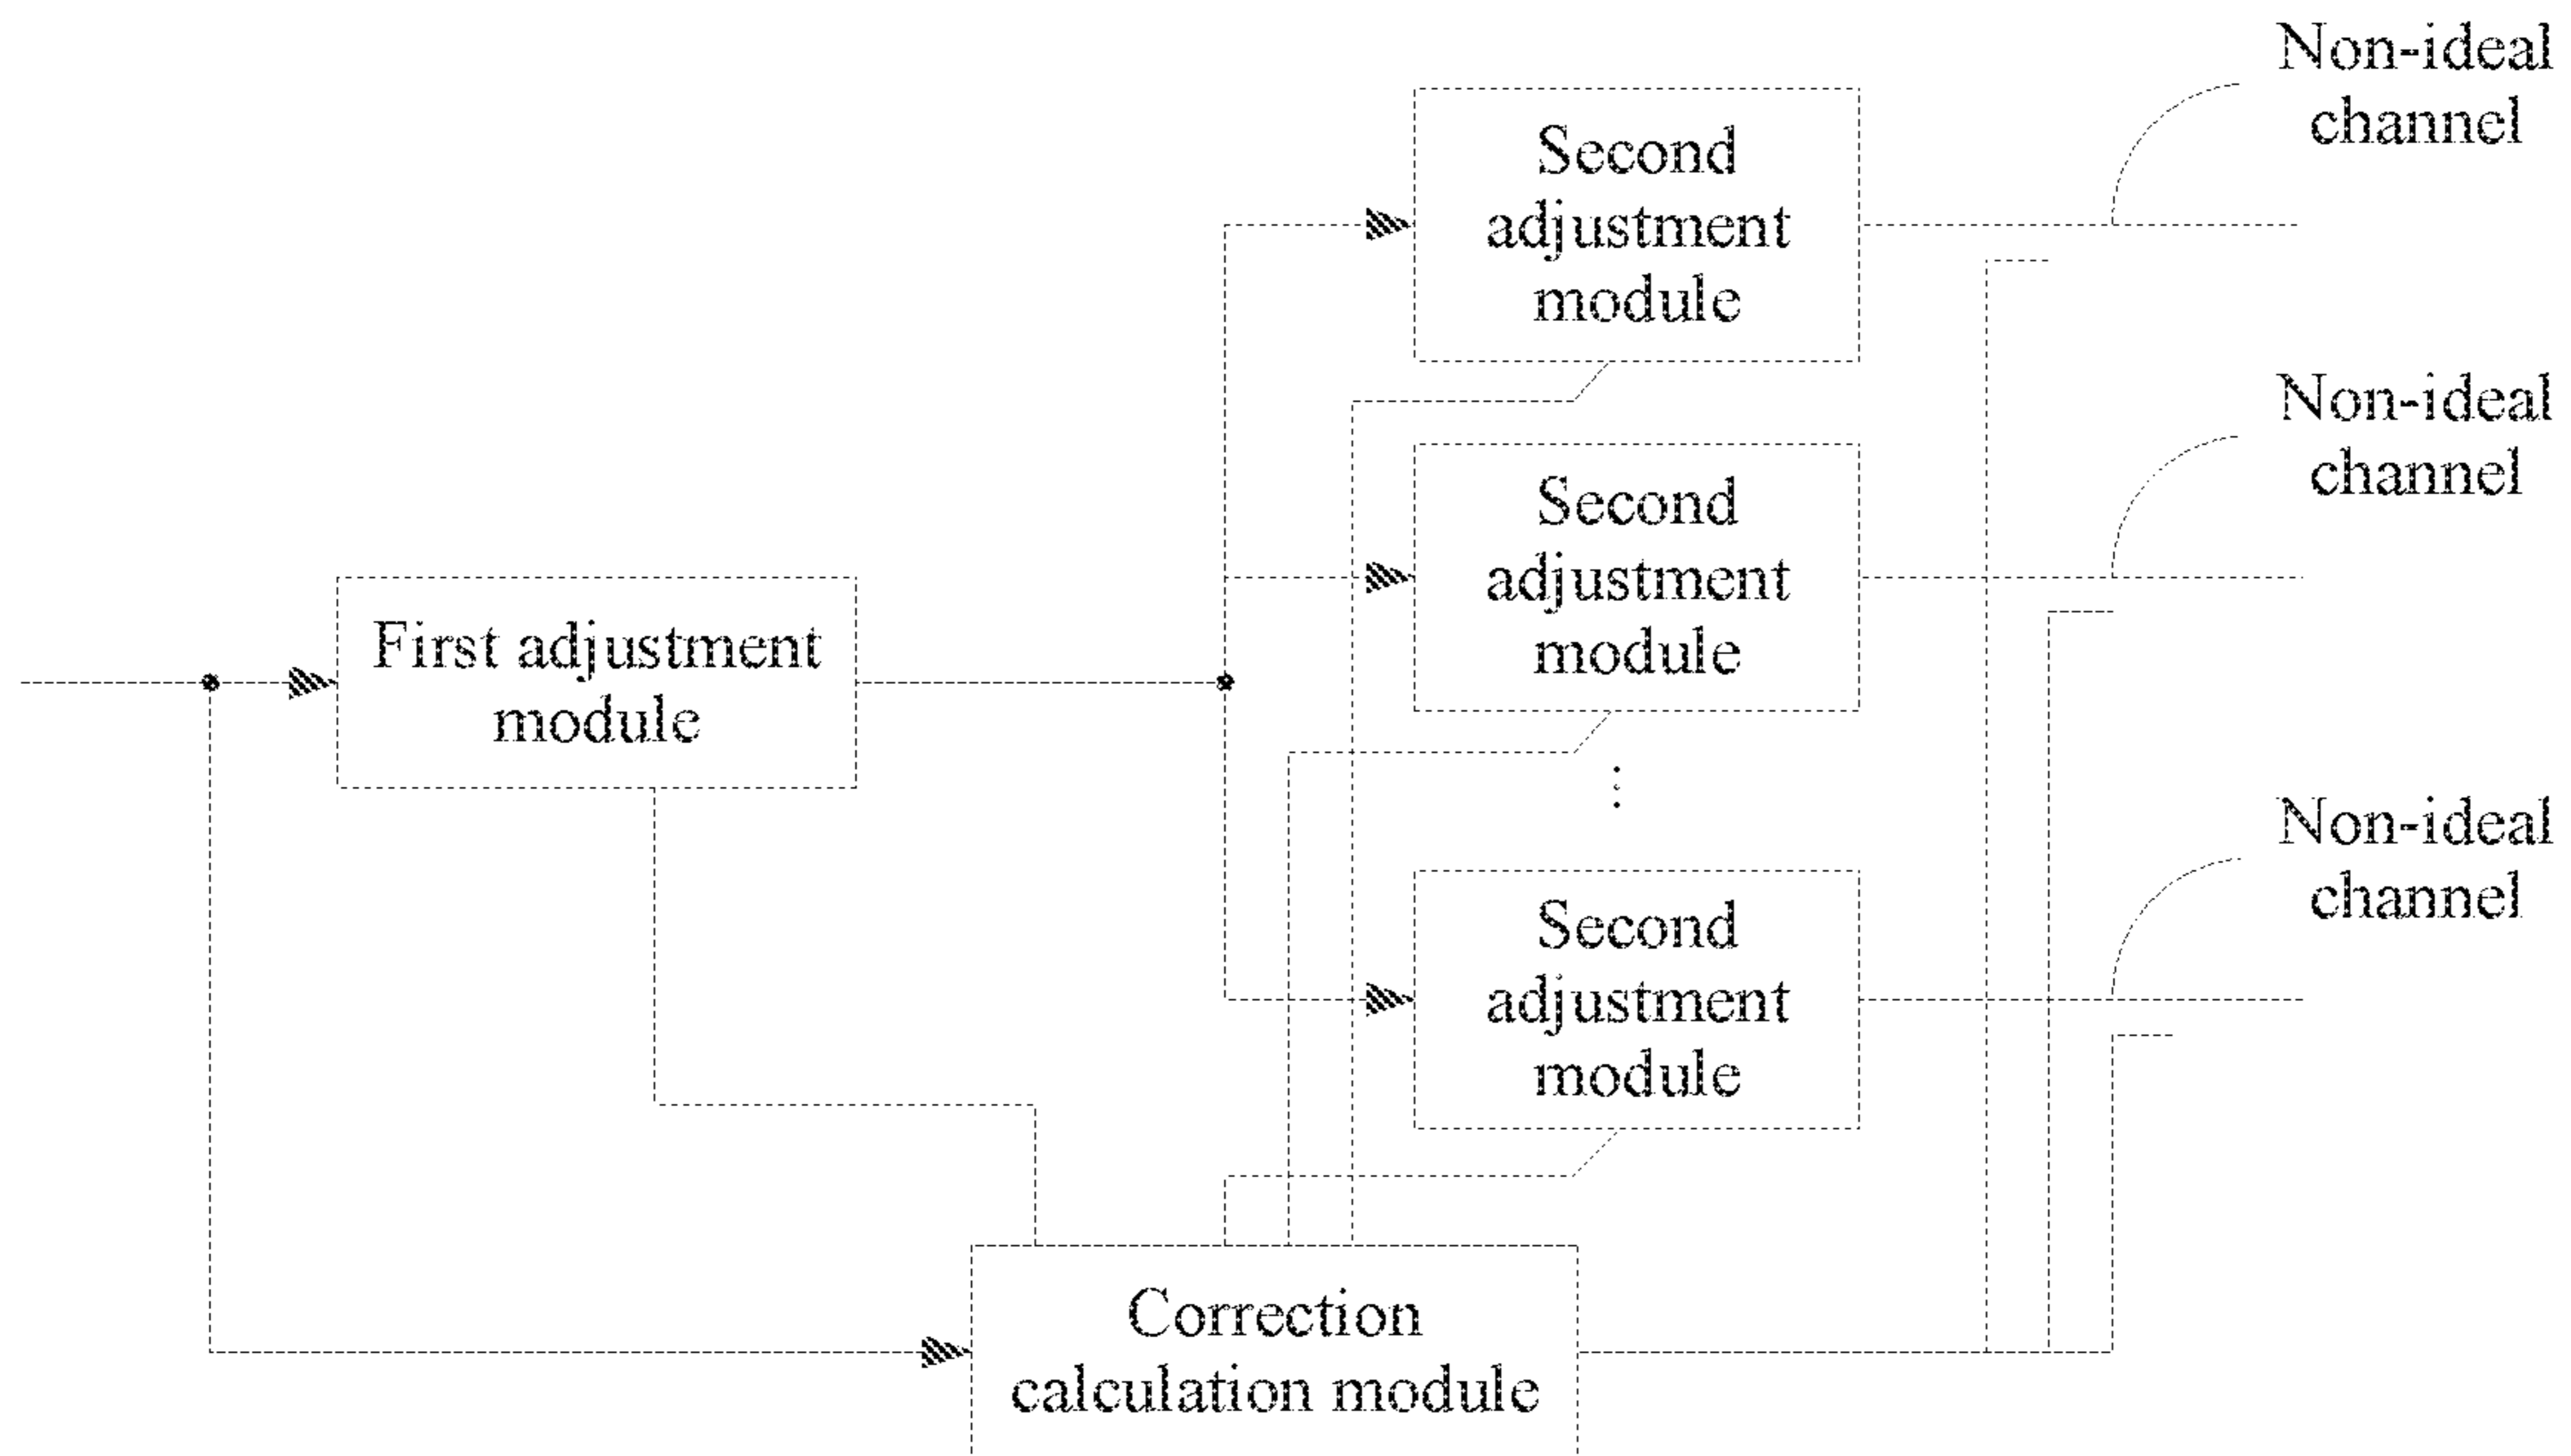 Non-ideal
channel
Second
adjustment
module
Non-ideal
channel
Second
adjustment
module
First adjustment
module
Non-ideal
channel
Second
adjustment
module
Correction
calculation module